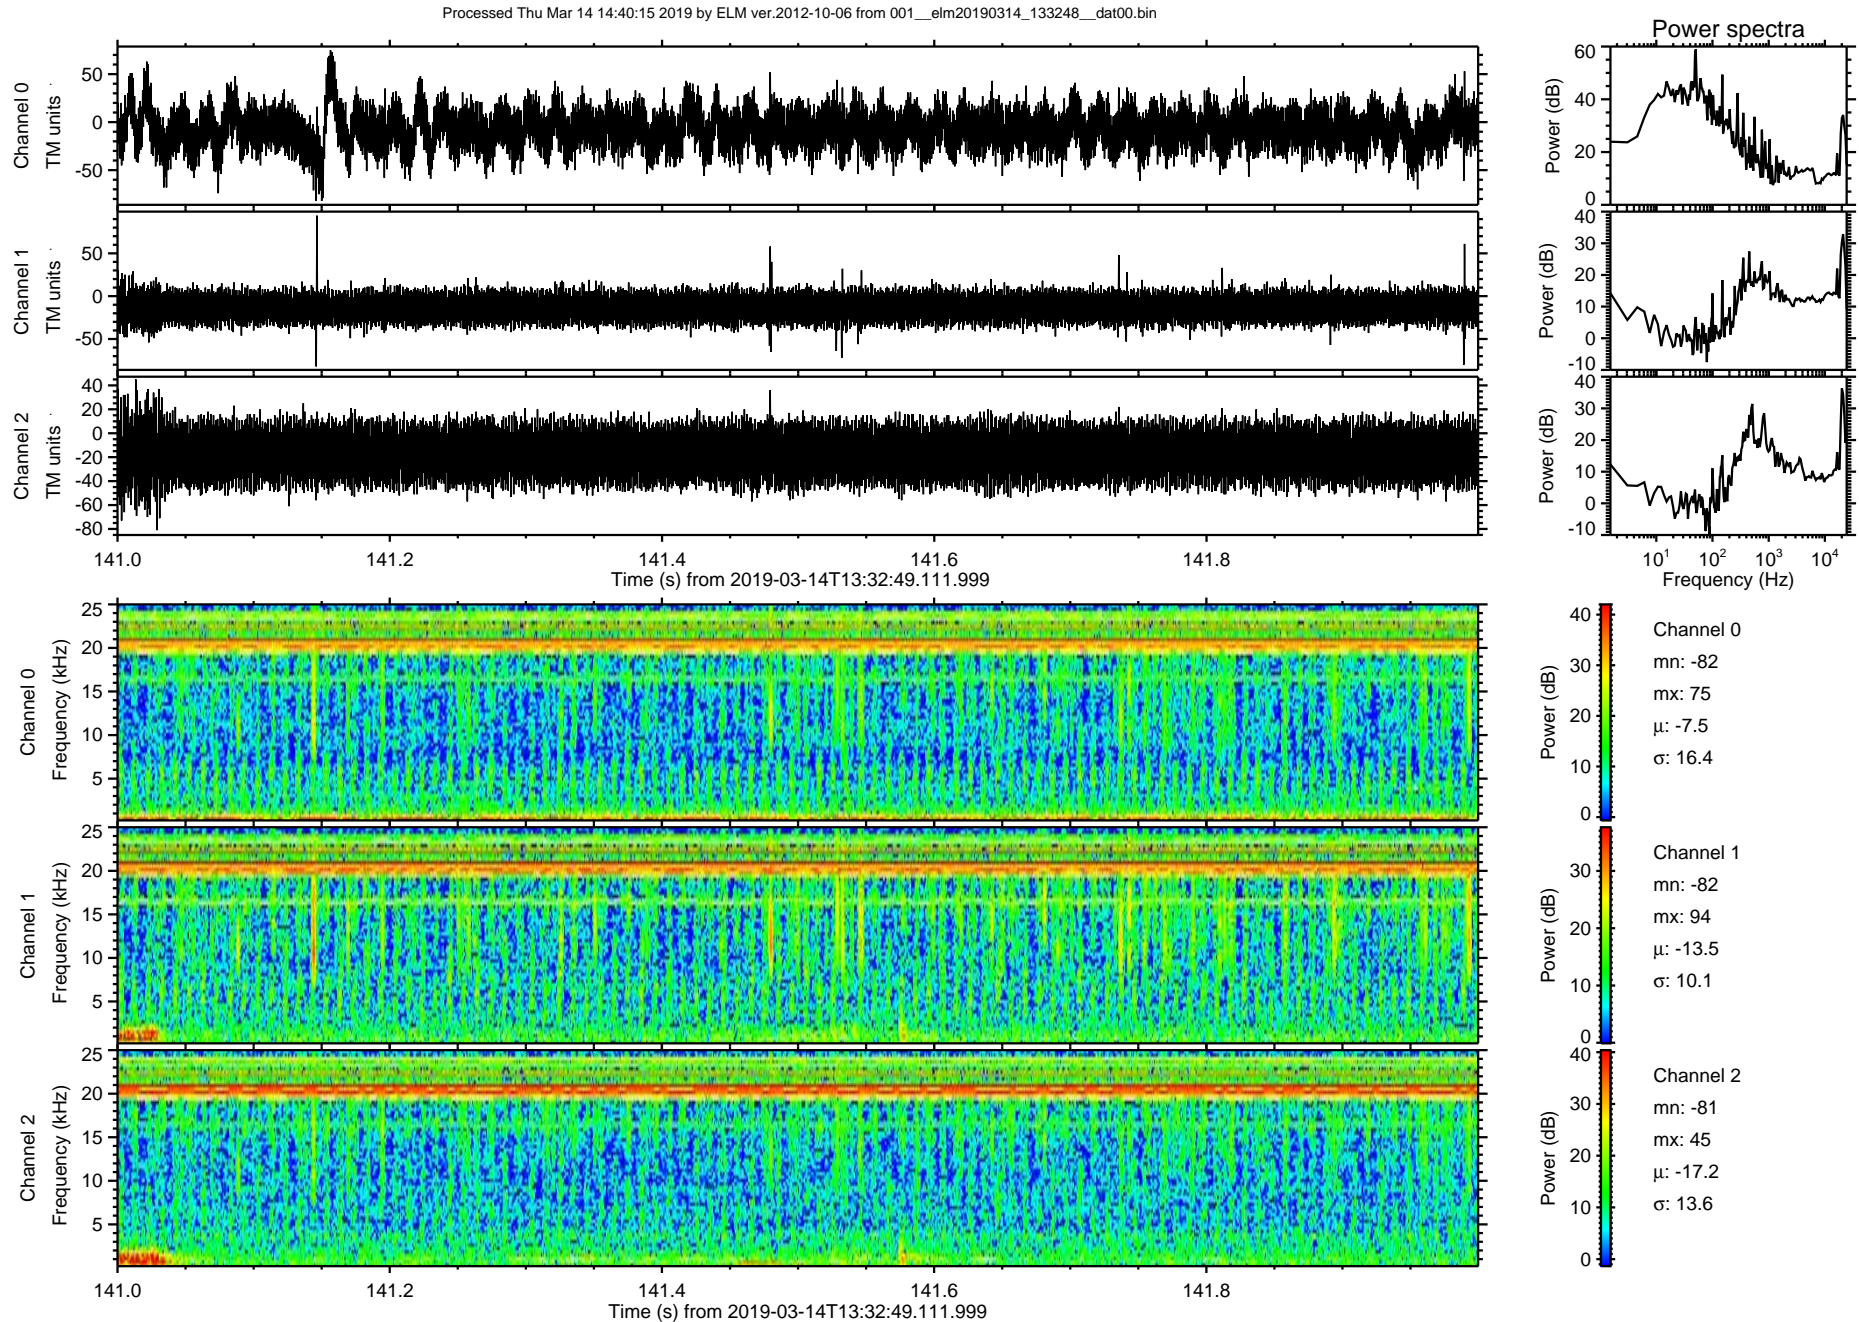 Processed Thu Mar 14 14:40:15 2019 by ELM ver.2012-10-06 from 001__elm20190314_133248__dat00.bin
Power spectra
Channel 0
TM units
50
0
-50
Power (dB)
60
40
20
0
Channel 1
TM units
50
0
-50
Power (dB)
40
30
20
10
0
-10
Channel 2
TM units
40
20
0
-20
-40
-60
-80
Power (dB)
40
30
20
10
0
-10
141.0 141.2 141.4 141.6 141.8
Time (s) from 2019-03-14T13:32:49.111.999
10^1 10^2 10^3 10^4
Frequency (Hz)
Channel 0
Frequency (kHz)
25
20
15
10
5
Power (dB)
40
30
20
10
0
Channel 0
mn: -82
mx: 75
μ: -7.5
σ: 16.4
Channel 1
Frequency (kHz)
25
20
15
10
5
Power (dB)
30
20
10
0
Channel 1
mn: -82
mx: 94
μ: -13.5
σ: 10.1
Channel 2
Frequency (kHz)
25
20
15
10
5
Power (dB)
40
30
20
10
0
Channel 2
mn: -81
mx: 45
μ: -17.2
σ: 13.6
141.0 141.2 141.4 141.6 141.8
Time (s) from 2019-03-14T13:32:49.111.999